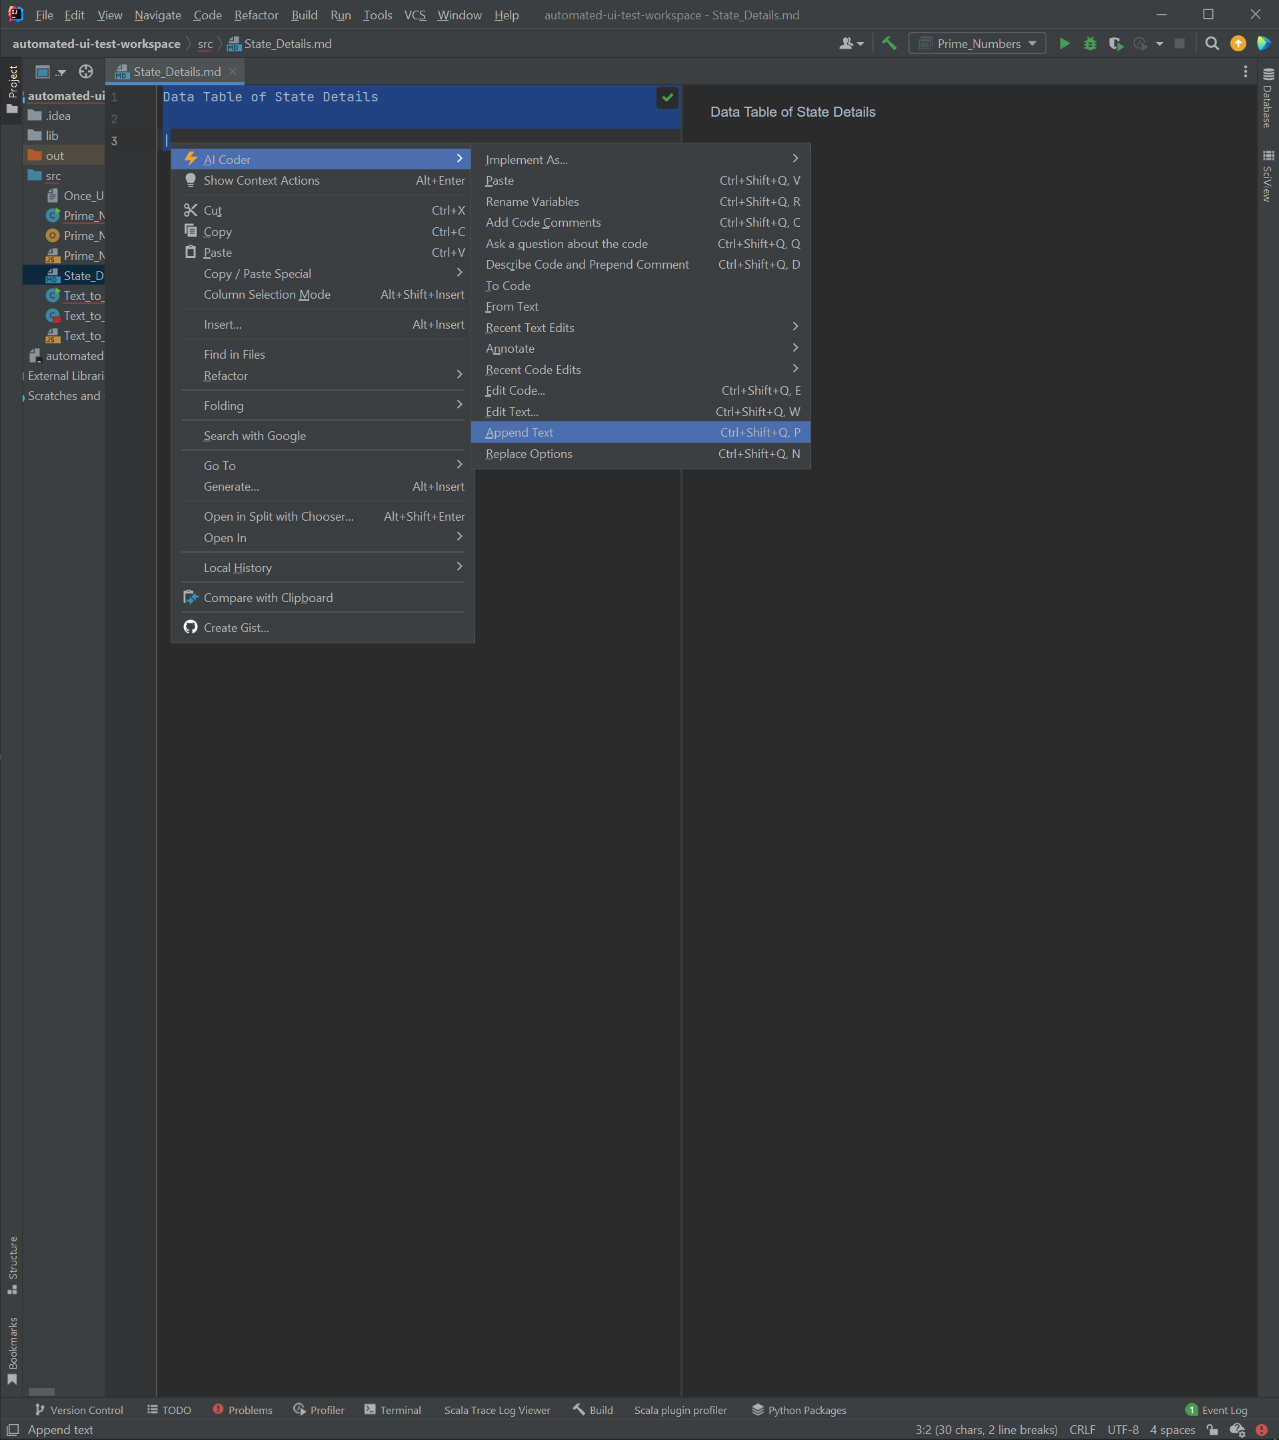 File Edit View Navigate Code Refactor Build Run Tools VCS Window Help automated-ui-test-workspace - State_Details.md
automated-ui-test-workspace src State_Details.md Prime_Numbers
Project
State_Details.md
automated-ui
.idea
lib
out
src
Once_U
Prime_N
Prime_N
Prime_N
State_D
Text_to_
Text_to_
Text_to_
automated
External Librari
Scratches and
1 Data Table of State Details
2
3 |
Data Table of State Details
Database
SciView
AI Coder
Show Context Actions Alt+Enter
Cut Ctrl+X
Copy Ctrl+C
Paste Ctrl+V
Copy / Paste Special
Column Selection Mode Alt+Shift+Insert
Insert... Alt+Insert
Find in Files
Refactor
Folding
Search with Google
Go To
Generate... Alt+Insert
Open in Split with Chooser... Alt+Shift+Enter
Open In
Local History
Compare with Clipboard
Create Gist...
Implement As...
Paste Ctrl+Shift+Q, V
Rename Variables Ctrl+Shift+Q, R
Add Code Comments Ctrl+Shift+Q, C
Ask a question about the code Ctrl+Shift+Q, Q
Describe Code and Prepend Comment Ctrl+Shift+Q, D
To Code
From Text
Recent Text Edits
Annotate
Recent Code Edits
Edit Code... Ctrl+Shift+Q, E
Edit Text... Ctrl+Shift+Q, W
Append Text Ctrl+Shift+Q, P
Replace Options Ctrl+Shift+Q, N
Structure
Bookmarks
Version Control TODO Problems Profiler Terminal Scala Trace Log Viewer Build Scala plugin profiler Python Packages 1 Event Log
Append text 3:2 (30 chars, 2 line breaks) CRLF UTF-8 4 spaces